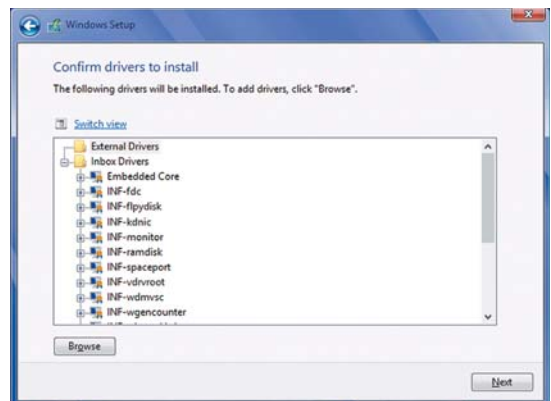 Windows Setup
Confirm drivers to install
The following drivers will be installed. To add drivers, click "Browse".
Switch view
External Drivers
Inbox Drivers
Embedded Core
INF-fdc
INF-flpydisk
INF-kdnic
INF-monitor
INF-ramdisk
INF-spaceport
INF-vdrvroot
INF-wdmvsc
INF-wgencounter
Browse
Next